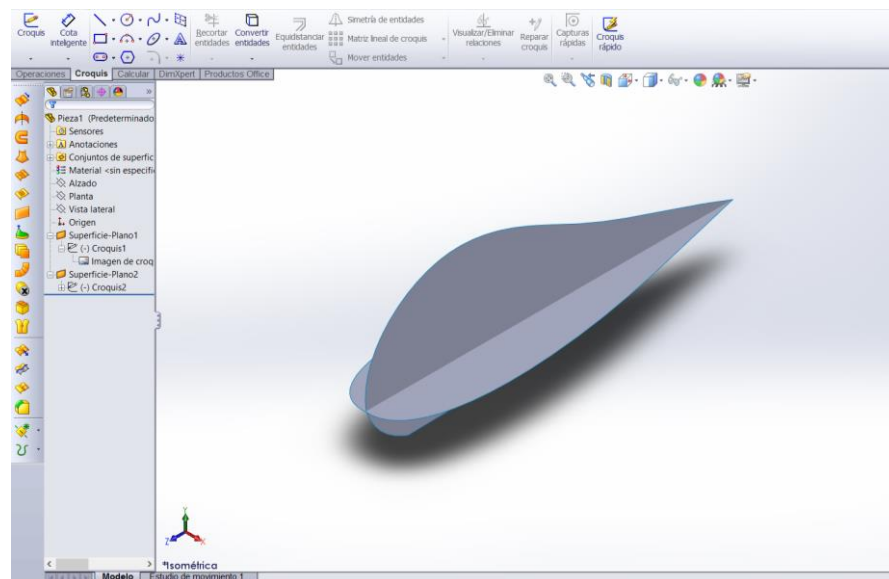 Croquis
Cota inteligente
Recortar entidades
Convertir entidades
Equidistanciar entidades
Simetría de entidades
Matriz lineal de croquis
Mover entidades
Visualizar/Eliminar relaciones
Reparar croquis
Capturas rápidas
Croquis rápido
Operaciones Croquis Calcular DimXpert Productos Office
Pieza1 (Predeterminado
Sensores
Anotaciones
Conjuntos de superfic
Material <sin especifi
Alzado
Planta
Vista lateral
Origen
Superficie-Plano1
(-) Croquis1
Imagen de croq
Superficie-Plano2
(-) Croquis2
Y
Z
X
*Isométrica
Modelo Estudio de movimiento 1